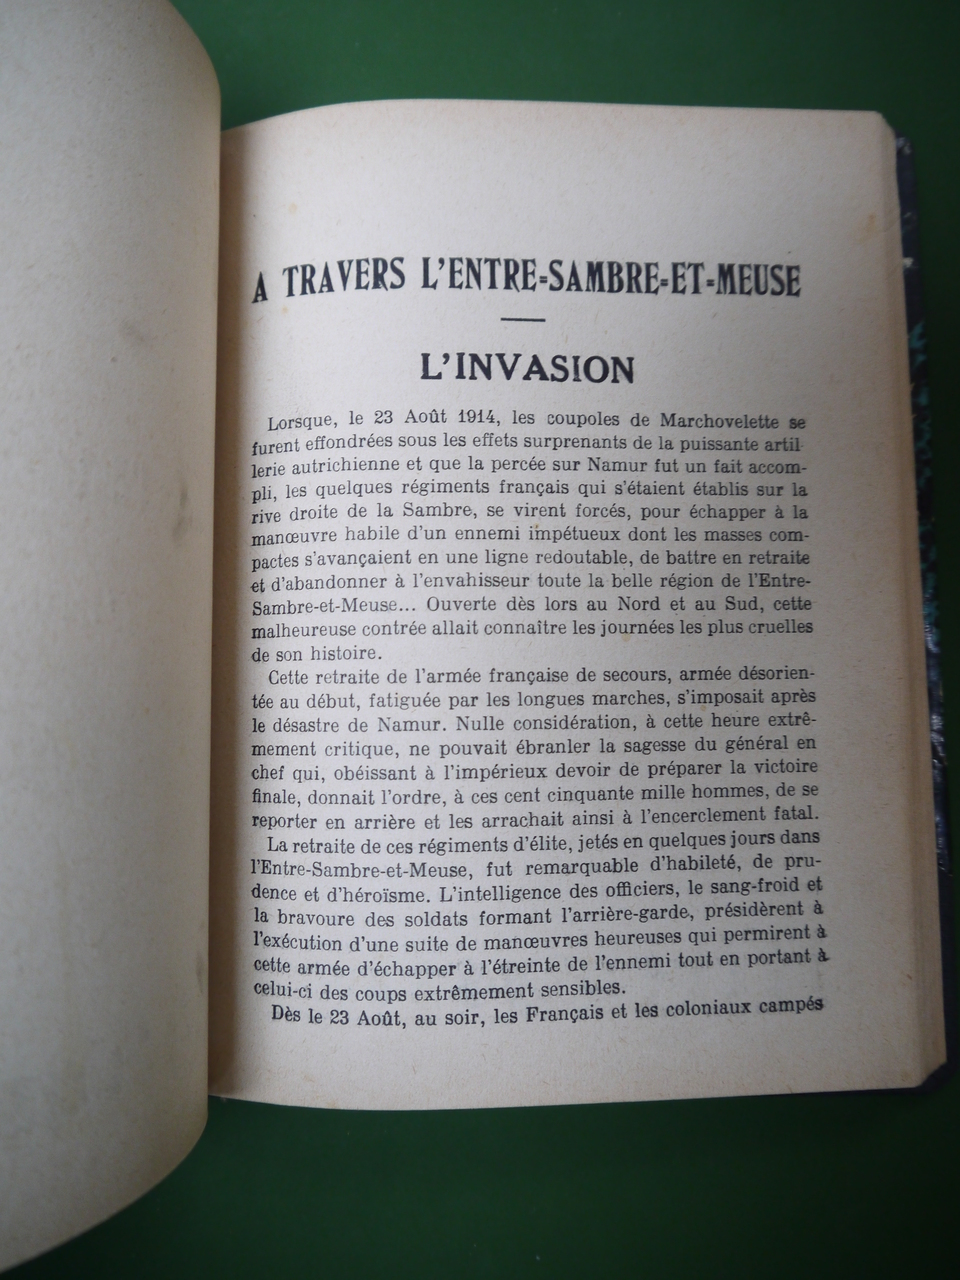 A TRAVERS L'ENTRE=SAMBRE=ET=MEUSE
L'INVASION
Lorsque, le 23 Août 1914, les coupoles de Marchovelette se
furent effondrées sous les effets surprenants de la puissante artil
lerie autrichienne et que la percée sur Namur fut un fait accom-
pli, les quelques régiments français qui s'étaient établis sur la
rive droite de la Sambre, se virent forcés, pour échapper à la
manœuvre habile d'un ennemi impétueux dont les masses com-
pactes s'avançaient en une ligne redoutable, de battre en retraite
et d'abandonner à l'envahisseur toute la belle région de l'Entre-
Sambre-et-Meuse... Ouverte dès lors au Nord et au Sud, cette
malheureuse contrée allait connaître les journées les plus cruelles
de son histoire.
Cette retraite de l'armée française de secours, armée désorien-
tée au début, fatiguée par les longues marches, s'imposait après
le désastre de Namur. Nulle considération, à cette heure extrê-
mement critique, ne pouvait ébranler la sagesse du général en
chef qui, obéissant à l'impérieux devoir de préparer la victoire
finale, donnait l'ordre, à ces cent cinquante mille hommes, de se
reporter en arrière et les arrachait ainsi à l'encerclement fatal.
La retraite de ces régiments d'élite, jetés en quelques jours dans
l'Entre-Sambre-et-Meuse, fut remarquable d'habileté, de pru-
dence et d'héroïsme. L'intelligence des officiers, le sang-froid et
la bravoure des soldats formant l'arrière-garde, présidèrent à
l'exécution d'une suite de manœuvres heureuses qui permirent à
cette armée d'échapper à l'étreinte de l'ennemi tout en portant à
celui-ci des coups extrêmement sensibles.
Dès le 23 Août, au soir, les Français et les coloniaux campés